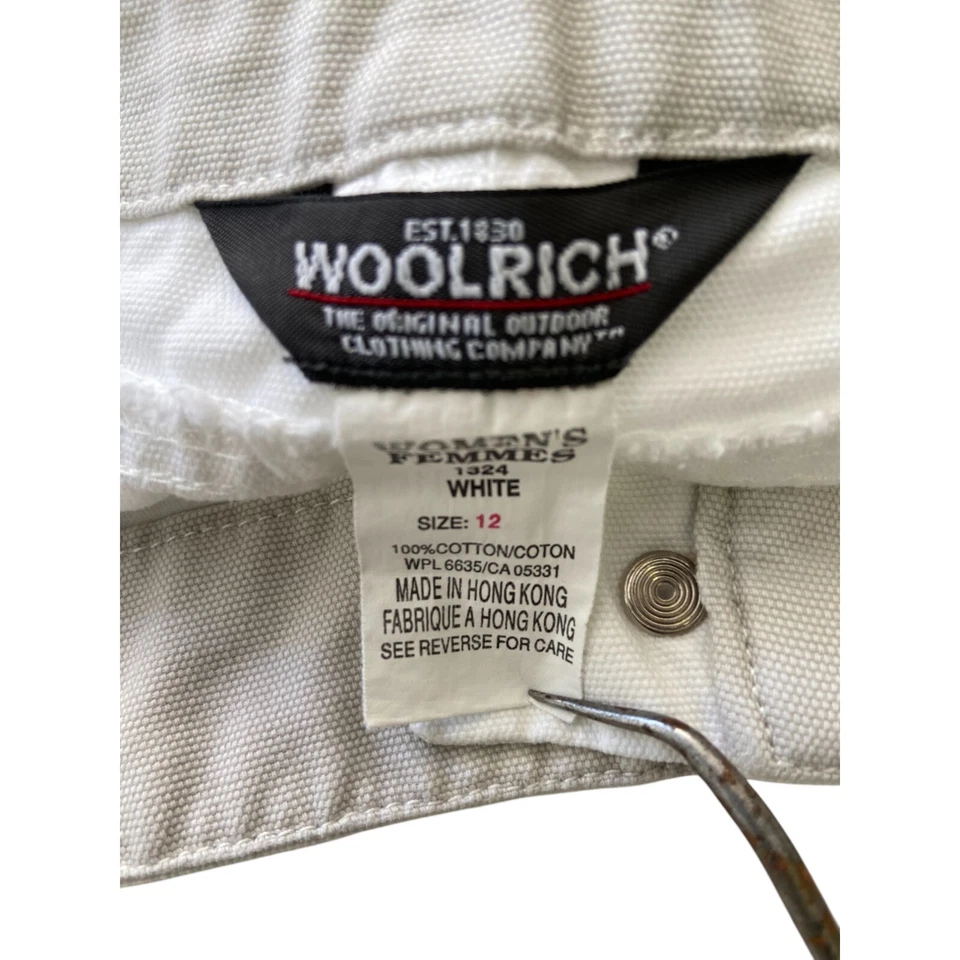 EST.1830
WOOLRICH®
THE ORIGINAL OUTDOOR
CLOTHING COMPANY™
WOMEN'S
FEMMES
1324
WHITE
SIZE: 12
100%COTTON/COTON
WPL 6635/CA 05331
MADE IN HONG KONG
FABRIQUE A HONG KONG
SEE REVERSE FOR CARE